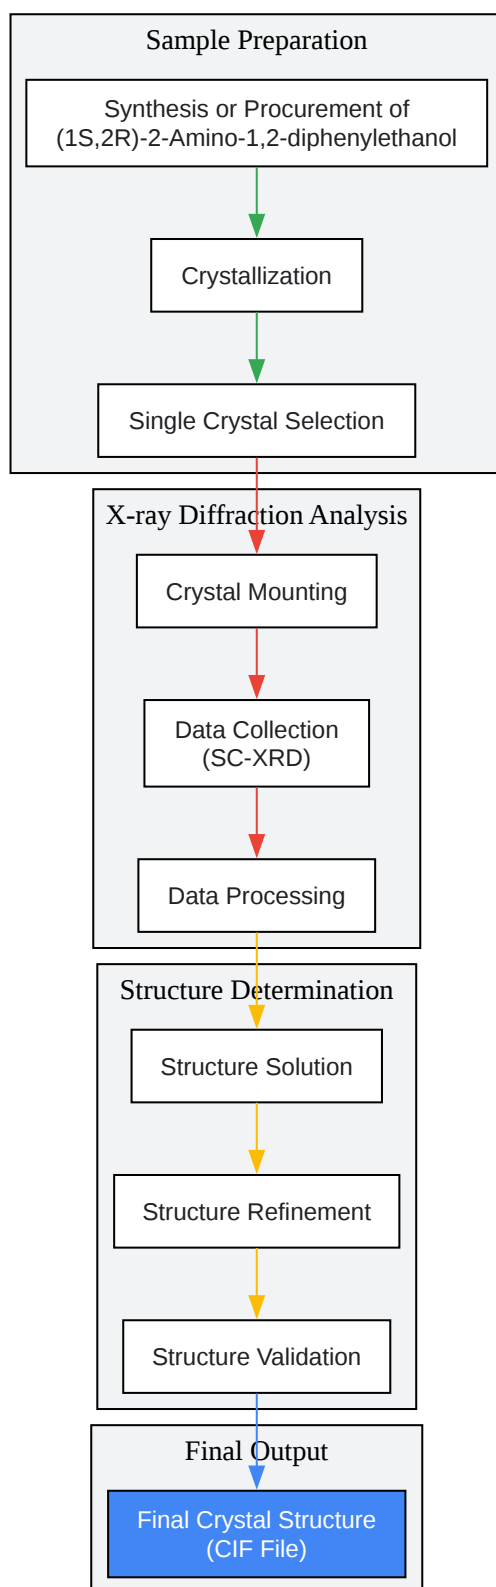 Sample Preparation
Synthesis or Procurement of
(1S,2R)-2-Amino-1,2-diphenylethanol
Crystallization
Single Crystal Selection
X-ray Diffraction Analysis
Crystal Mounting
Data Collection
(SC-XRD)
Data Processing
Structure Determination
Structure Solution
Structure Refinement
Structure Validation
Final Output
Final Crystal Structure
(CIF File)